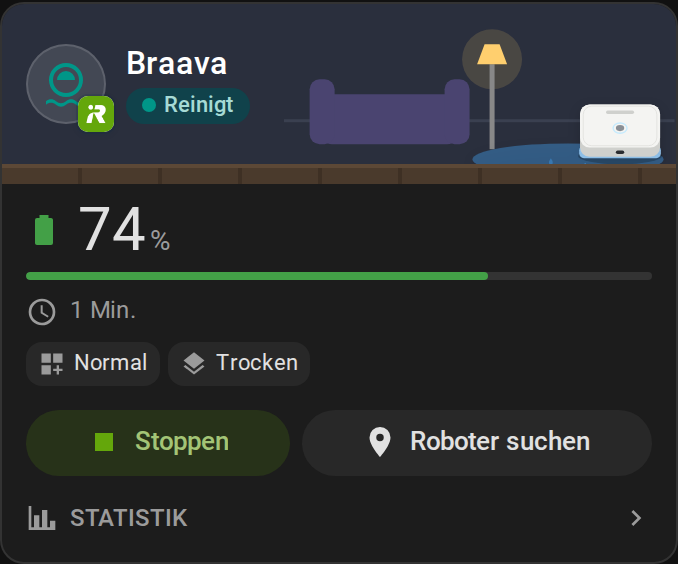 Braava
Reinigt
74 %
1 Min.
Normal Trocken
Stoppen Roboter suchen
STATISTIK